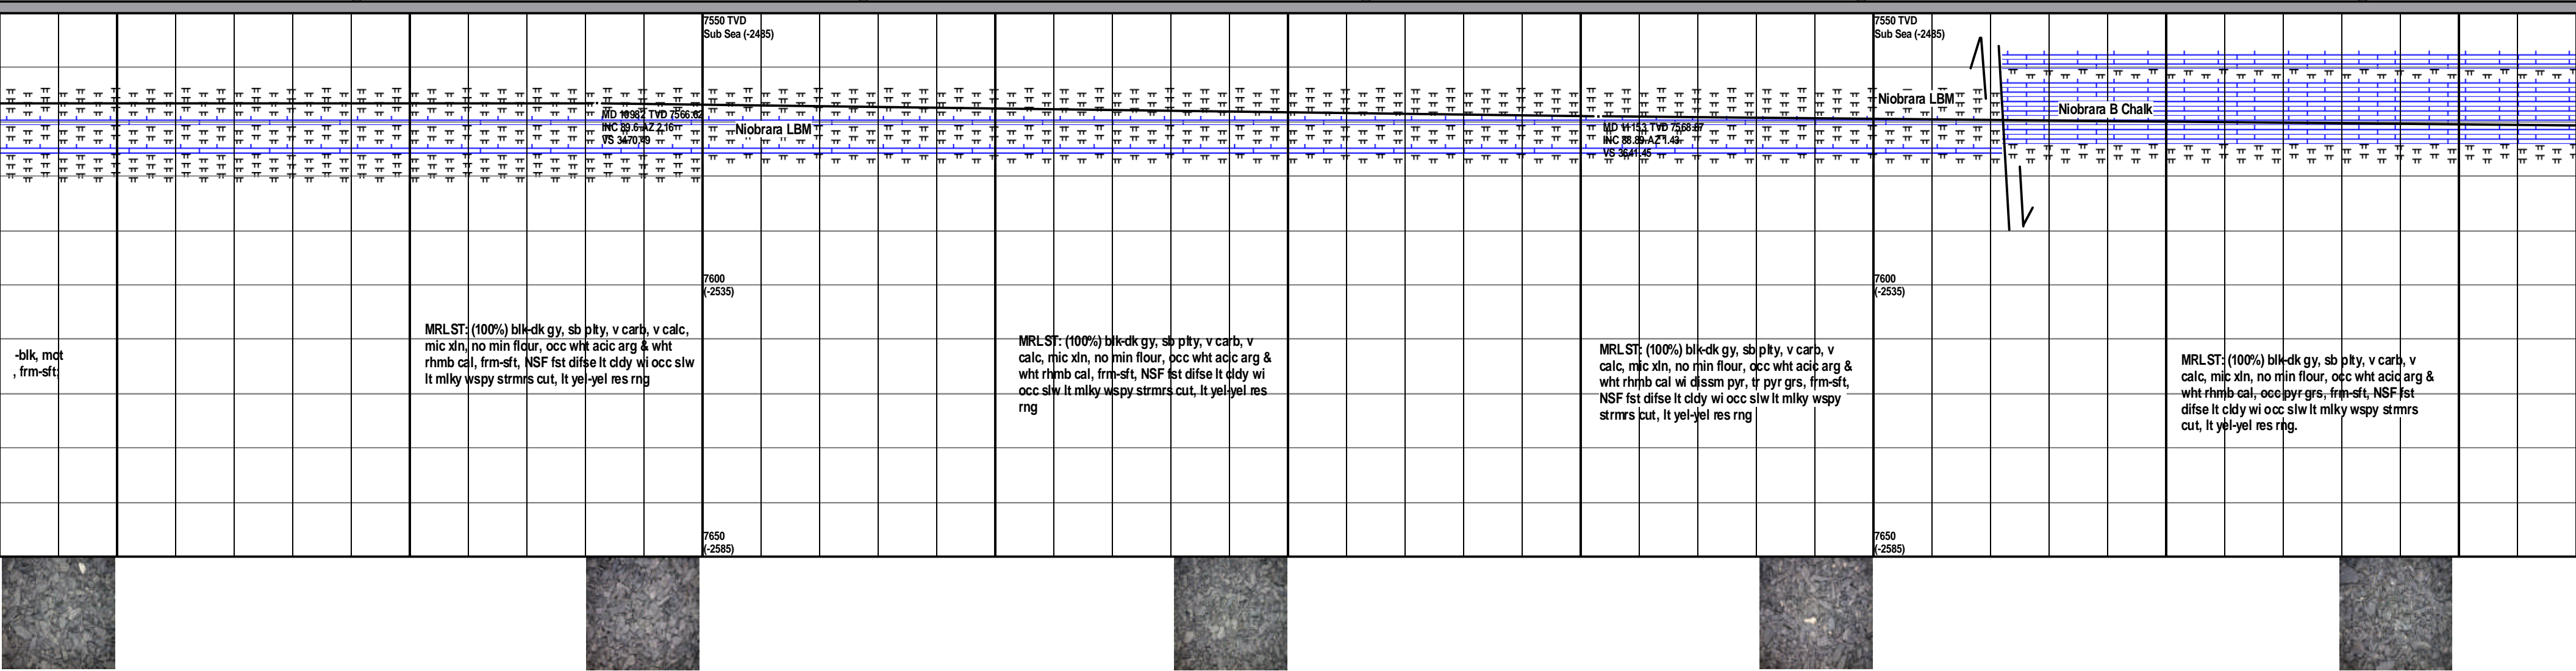 7550 TVD
Sub Sea (-2485)
7550 TVD
Sub Sea (-2485)
MD 10982 TVD 7566.62
INC 89.6 AZ 2.16
VS 3470.49
Niobrara LBM
MD 11153 TVD 7568.87
INC 88.89 AZ 1.43
VS 3641.45
Niobrara LBM
Niobrara B Chalk
7600
(-2535)
7600
(-2535)
-blk, mot
, frm-sft;
MRLST: (100%) blk-dk gy, sb plty, v carb, v calc,
mic xln, no min flour, occ wht acic arg & wht
rhmb cal, frm-sft, NSF fst difse lt cldy wi occ slw
lt mlky wspy strmrs cut, lt yel-yel res rng
MRLST: (100%) blk-dk gy, sb plty, v carb, v
calc, mic xln, no min flour, occ wht acic arg &
wht rhmb cal, frm-sft, NSF fst difse lt cldy wi
occ slw lt mlky wspy strmrs cut, lt yel-yel res
rng
MRLST: (100%) blk-dk gy, sb plty, v carb, v
calc, mic xln, no min flour, occ wht acic arg &
wht rhmb cal wi dissm pyr, tr pyr grs, frm-sft,
NSF fst difse lt cldy wi occ slw lt mlky wspy
strmrs cut, lt yel-yel res rng
MRLST: (100%) blk-dk gy, sb plty, v carb, v
calc, mic xln, no min flour, occ wht acic arg &
wht rhmb cal, occ pyr grs, frm-sft, NSF fst
difse lt cldy wi occ slw lt mlky wspy strmrs
cut, lt yel-yel res rng.
7650
(-2585)
7650
(-2585)